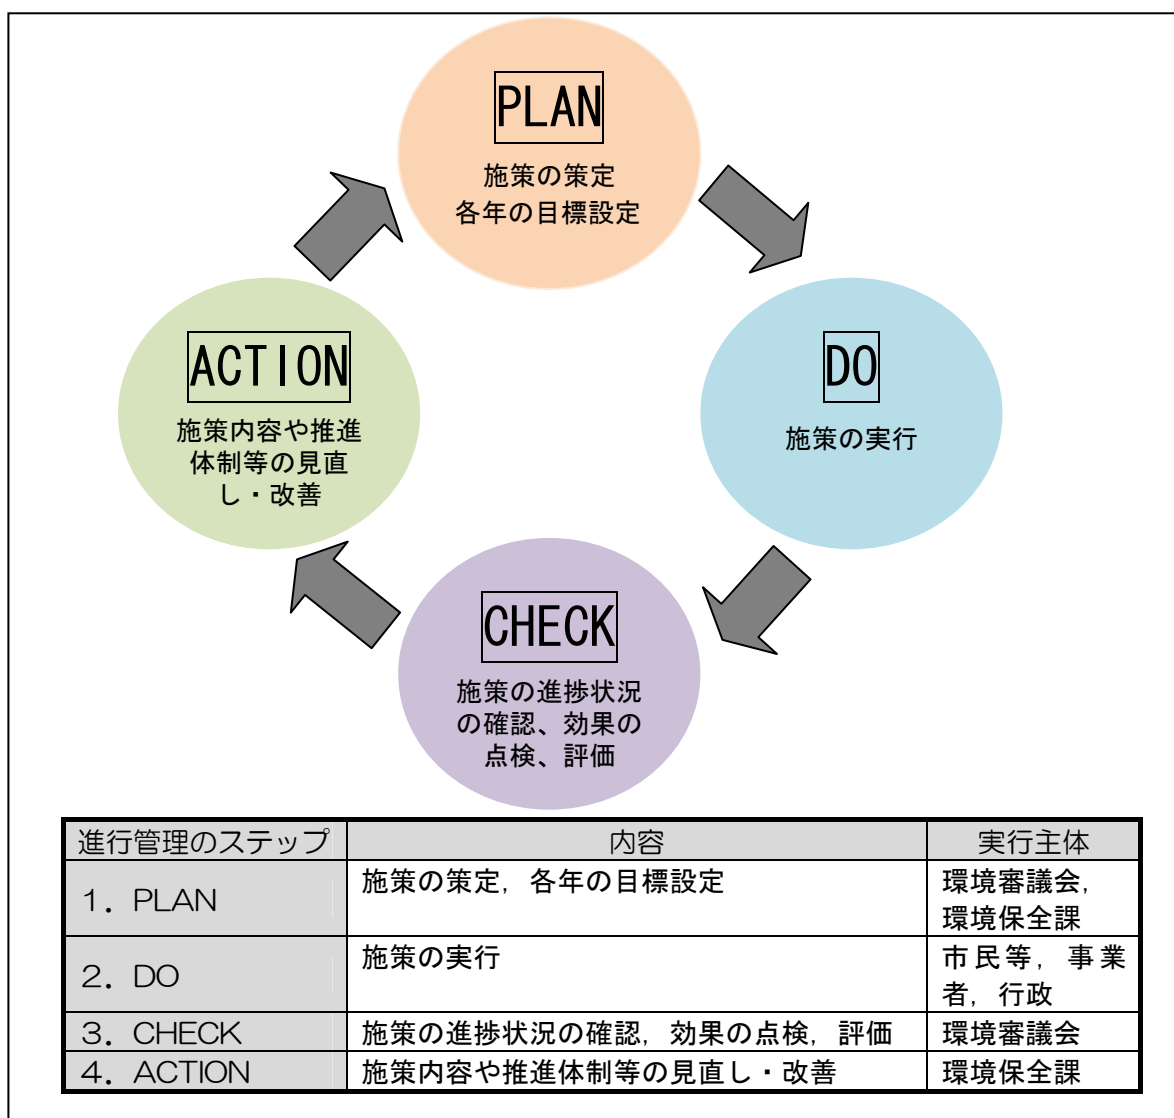 PLAN
施策の策定
各年の目標設定
ACTION
施策内容や推進
体制等の見直
し・改善
DO
施策の実行
CHECK
施策の進捗状況
の確認、効果の
点検、評価
進行管理のステップ 内容 実行主体
1．PLAN 施策の策定，各年の目標設定 環境審議会，
環境保全課
2．DO 施策の実行 市民等，事業
者，行政
3．CHECK 施策の進捗状況の確認，効果の点検，評価 環境審議会
4．ACTION 施策内容や推進体制等の見直し・改善 環境保全課